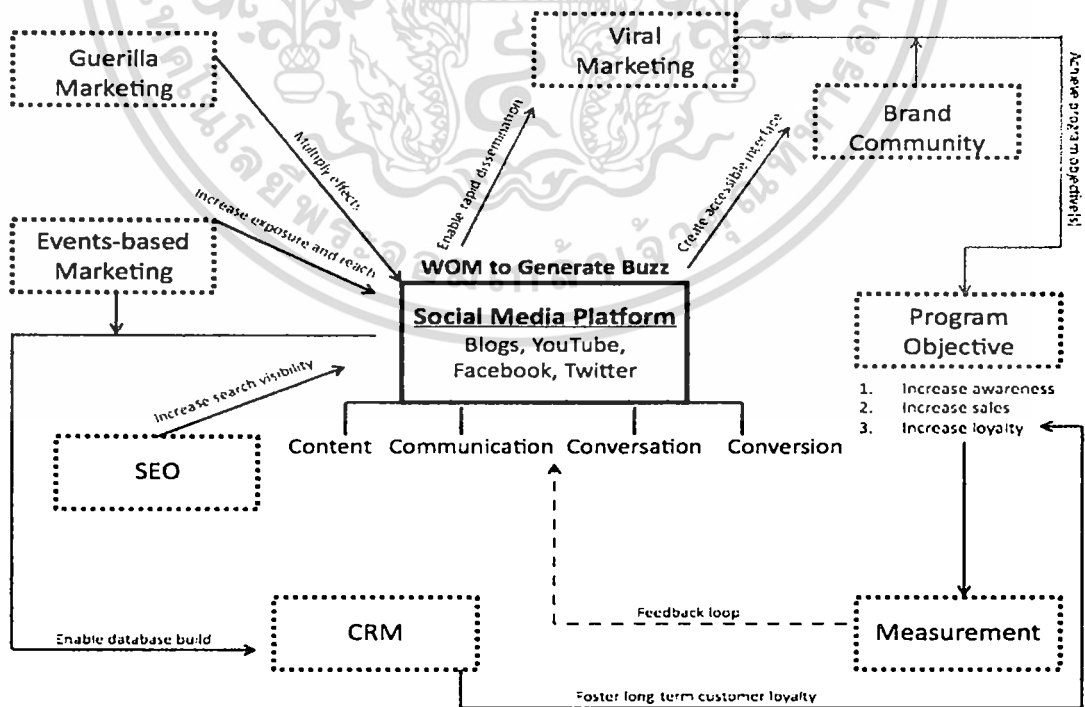 Guerilla
Marketing
Viral
Marketing
Brand
Community
Achieve program objective(s)
Multiply effects
Enable rapid dissemination
Create accessible interface
Increase exposure and reach
Events-based
Marketing
WOM to Generate Buzz
Social Media Platform
Blogs, YouTube,
Facebook, Twitter
Program
Objective
1. Increase awareness
2. Increase sales
3. Increase loyalty
Increase search visibility
SEO
Content Communication Conversation Conversion
Feedback loop
Enable database build
CRM
Measurement
Foster long term customer loyalty